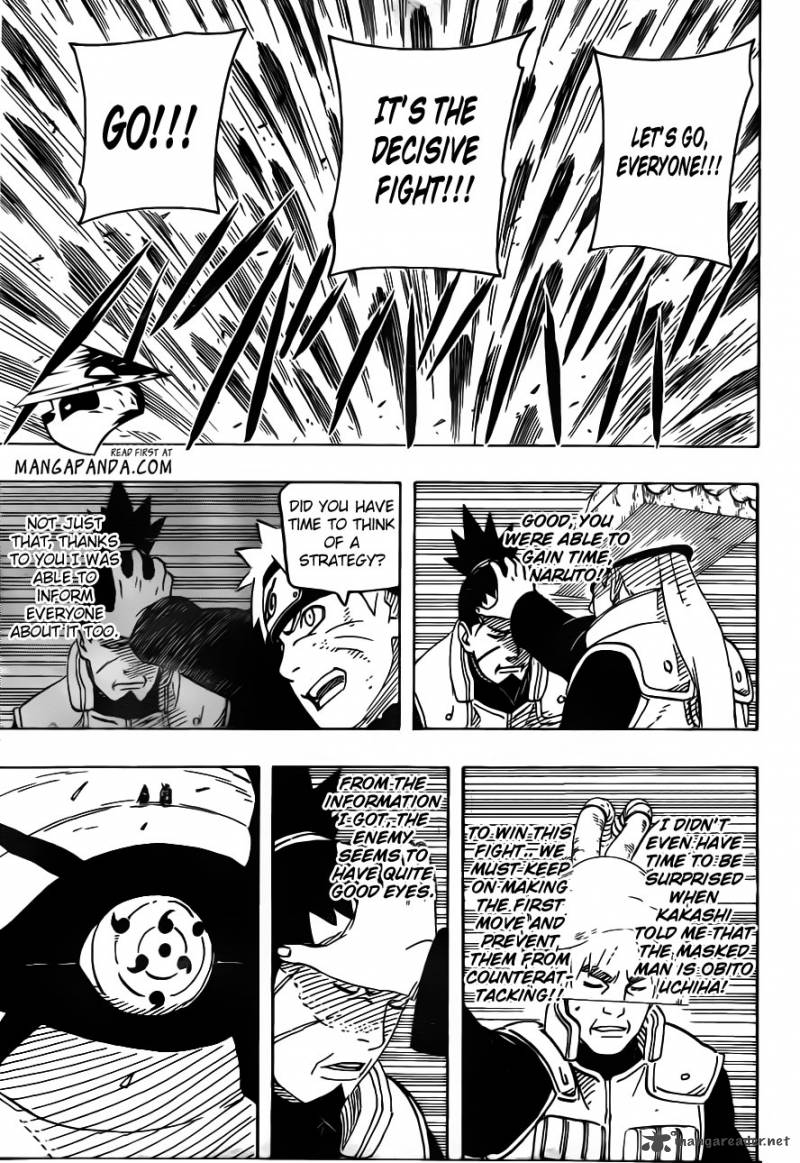 LET'S GO,
EVERYONE!!!
IT'S THE
DECISIVE
FIGHT!!!
GO!!!
READ FIRST AT
MANGAPANDA.COM
GOOD, YOU
WERE ABLE TO
GAIN TIME,
NARUTO!
DID YOU HAVE
TIME TO THINK
OF A
STRATEGY?
NOT JUST
THAT, THANKS
TO YOU I WAS
ABLE TO
INFORM
EVERYONE
ABOUT IT TOO.
I DIDN'T
EVEN HAVE
TIME TO BE
SURPRISED
WHEN
KAKASHI
TOLD ME THAT
THE MASKED
MAN IS OBITO
UCHIHA!
TO WIN THIS
FIGHT.. WE
MUST KEEP
ON MAKING
THE FIRST
MOVE AND
PREVENT
THEM FROM
COUNTERAT-
TACKING!!
FROM THE
INFORMATION
I GOT, THE
ENEMY
SEEMS TO
HAVE QUITE
GOOD EYES.
mangareader.net